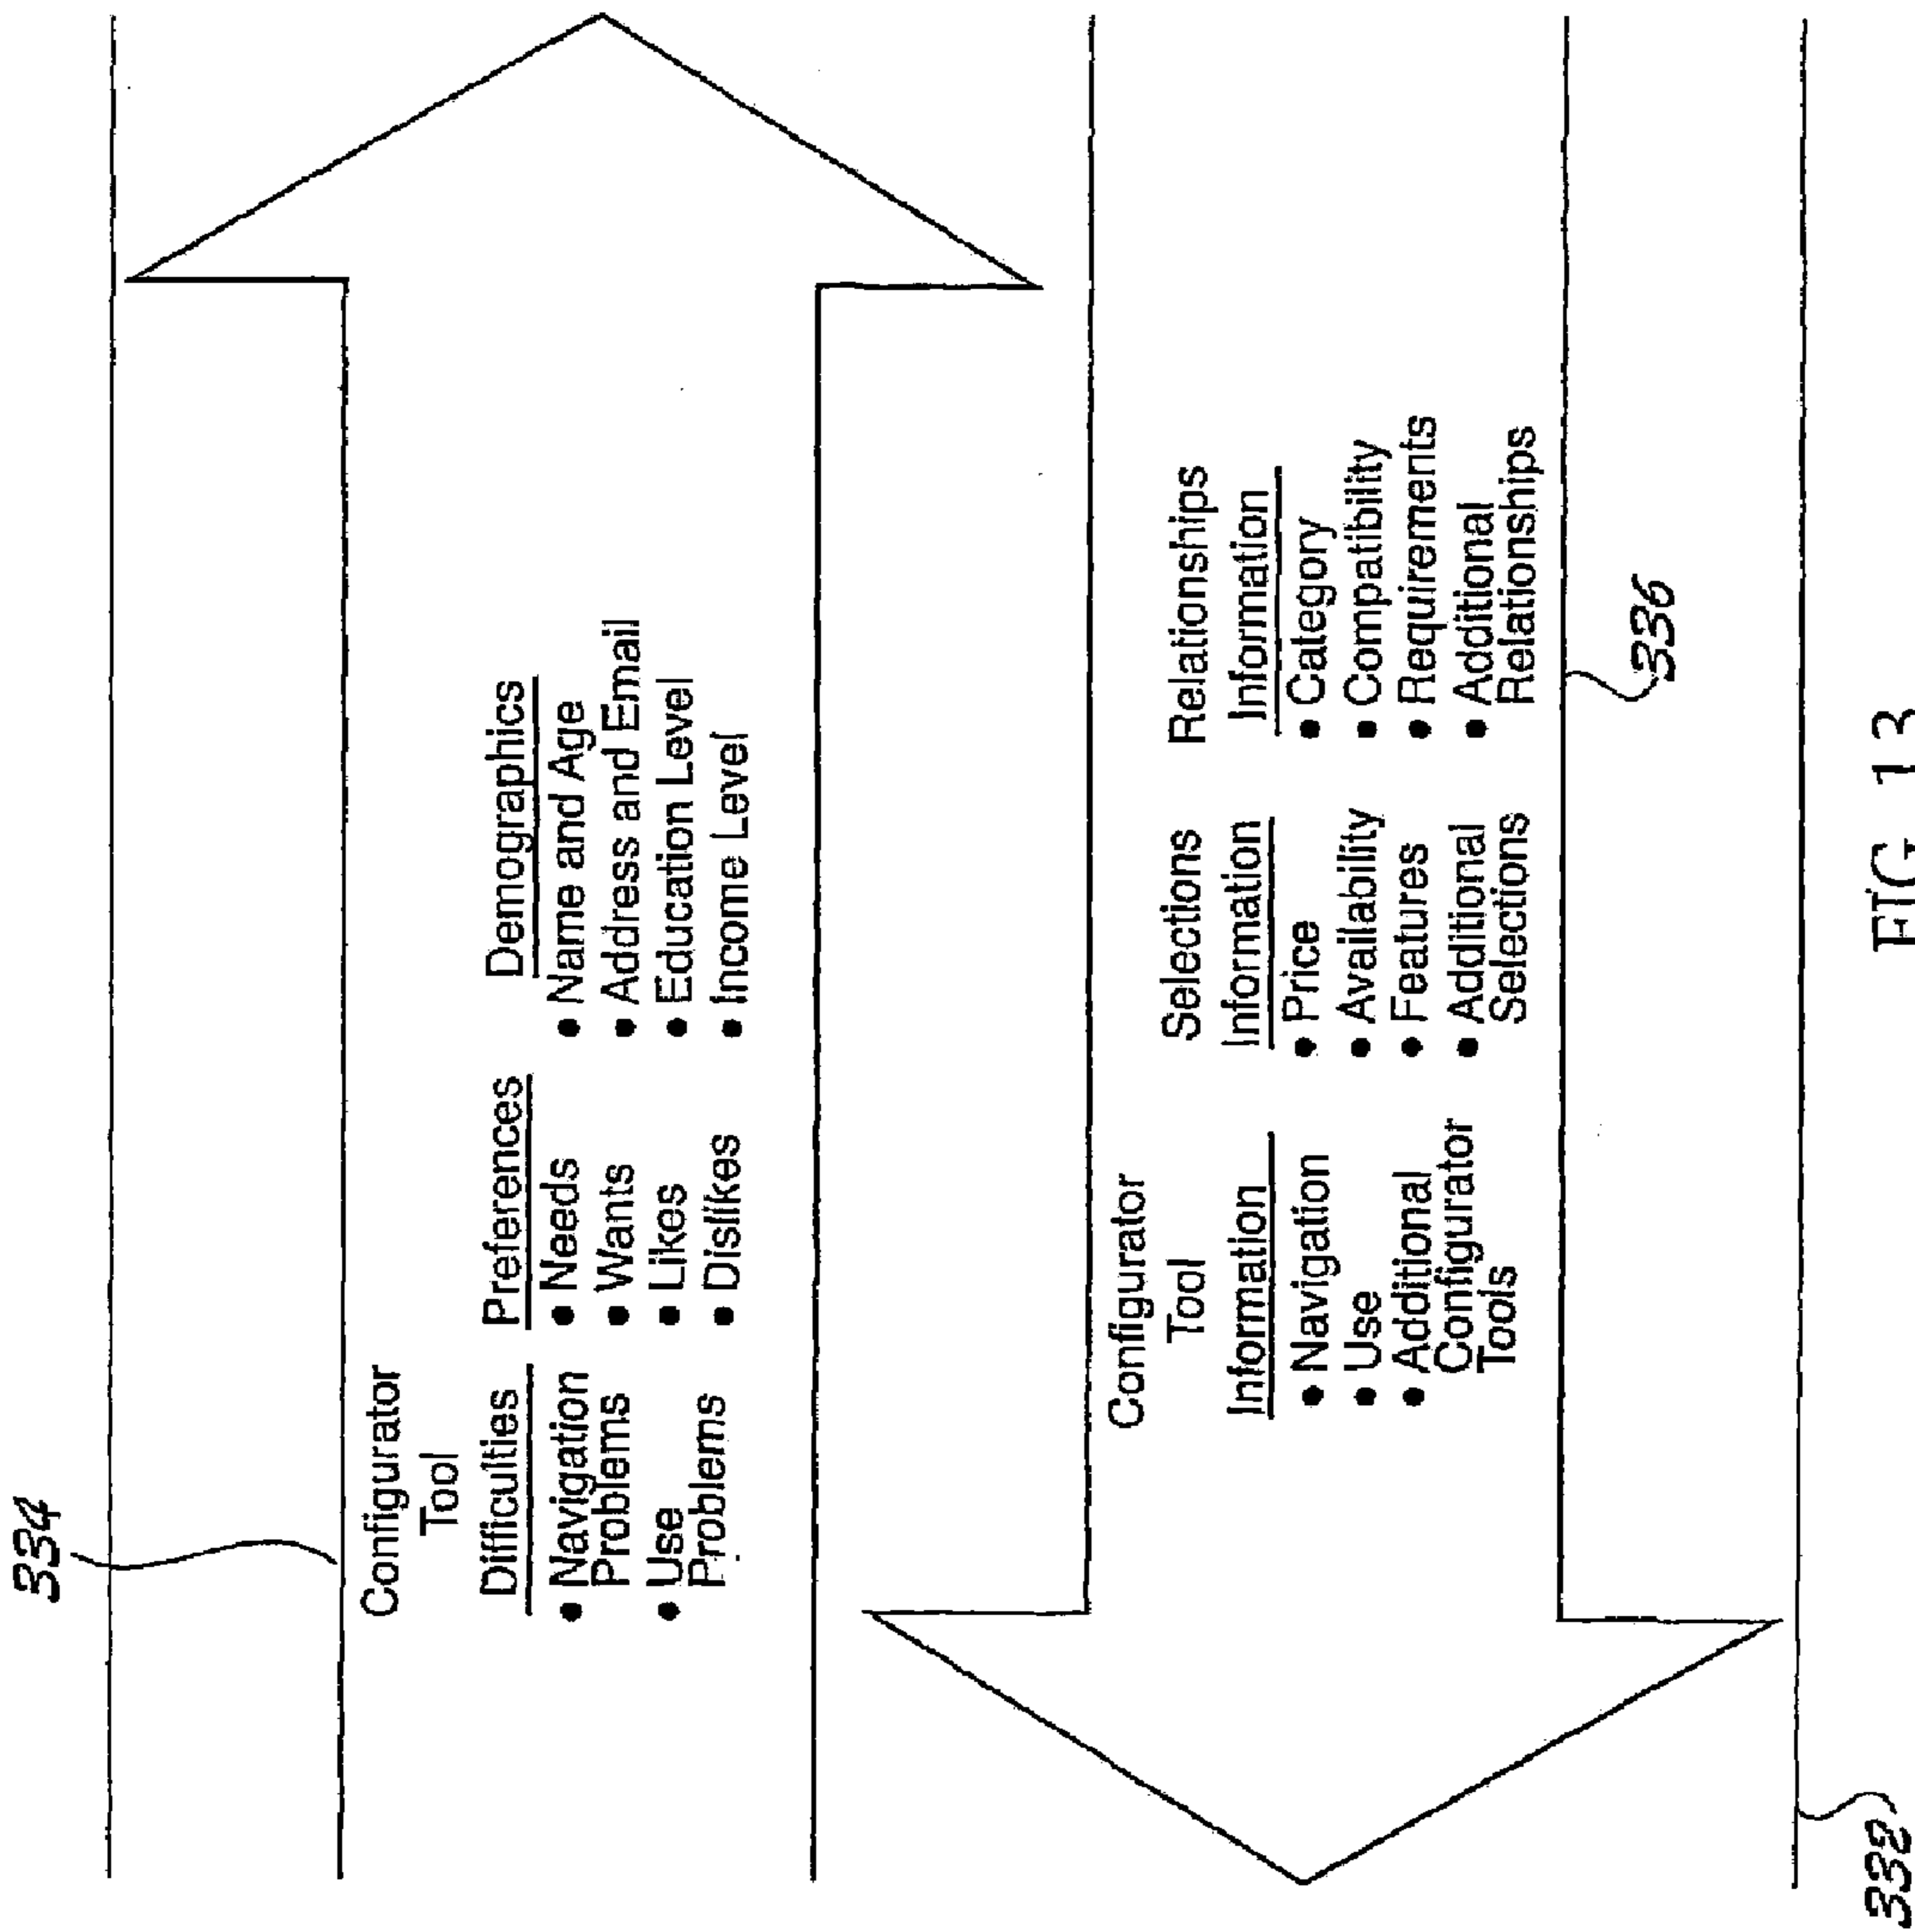 334
Configurator
Tool
Difficulties
• Navigation
Problems
• Use
Problems
Preferences
• Needs
• Wants
• Likes
• Dislikes
Demographics
• Name and Age
• Address and Email
• Education Level
• Income Level
Configurator
Tool
Information
• Navigation
• Use
• Additional
Configurator
Tools
Selections
Information
• Price
• Availability
• Features
• Additional
Selections
Relationships
Information
• Category
• Compatibility
• Requirements
• Additional
Relationships
336
332
FIG 13